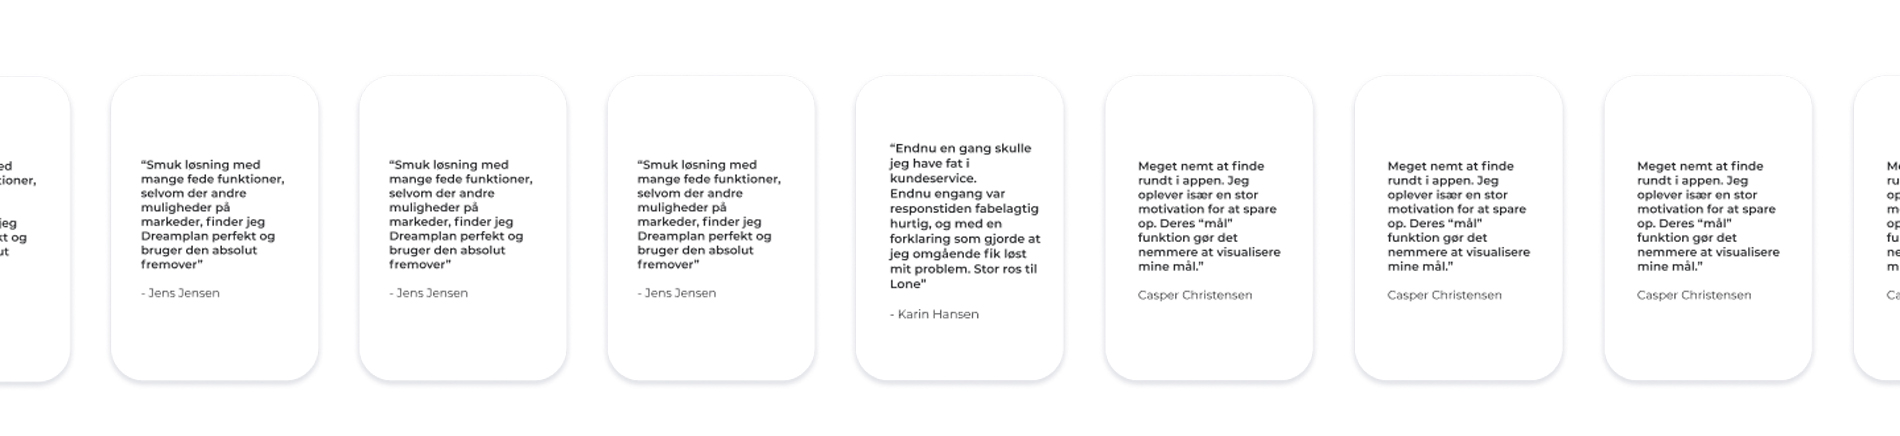 ed
tioner,
jeg
kt og
ut
“Smuk løsning med
mange fede funktioner,
selvom der andre
muligheder på
markeder, finder jeg
Dreamplan perfekt og
bruger den absolut
fremover”
- Jens Jensen
“Smuk løsning med
mange fede funktioner,
selvom der andre
muligheder på
markeder, finder jeg
Dreamplan perfekt og
bruger den absolut
fremover”
- Jens Jensen
“Smuk løsning med
mange fede funktioner,
selvom der andre
muligheder på
markeder, finder jeg
Dreamplan perfekt og
bruger den absolut
fremover”
- Jens Jensen
“Endnu en gang skulle
jeg have fat i
kundeservice.
Endnu engang var
responstiden fabelagtig
hurtig, og med en
forklaring som gjorde at
jeg omgående fik løst
mit problem. Stor ros til
Lone”
- Karin Hansen
Meget nemt at finde
rundt i appen. Jeg
oplever især en stor
motivation for at spare
op. Deres “mål”
funktion gør det
nemmere at visualisere
mine mål.”
Casper Christensen
Meget nemt at finde
rundt i appen. Jeg
oplever især en stor
motivation for at spare
op. Deres “mål”
funktion gør det
nemmere at visualisere
mine mål.”
Casper Christensen
Meget nemt at finde
rundt i appen. Jeg
oplever især en stor
motivation for at spare
op. Deres “mål”
funktion gør det
nemmere at visualisere
mine mål.”
Casper Christensen